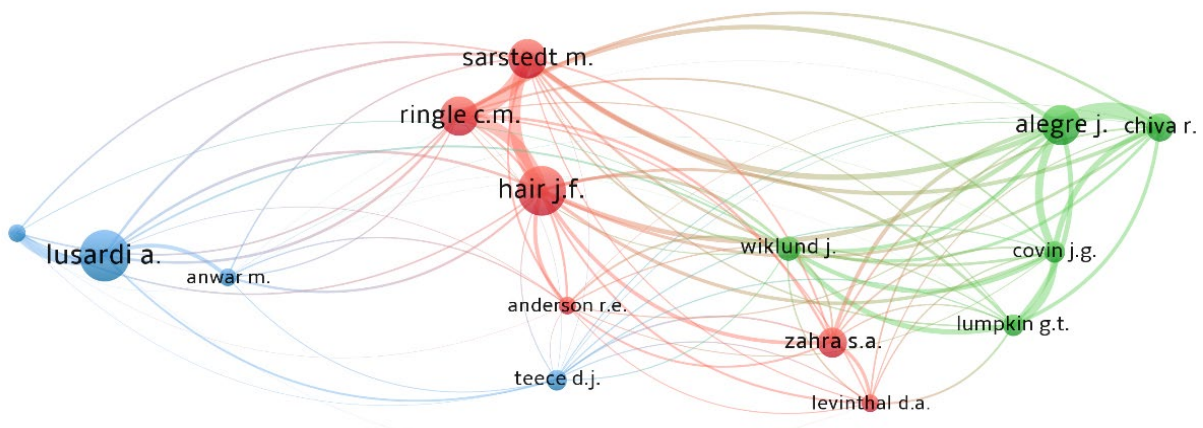 sarstedt m.
ringle c.m.
alegre j.
chiva r.
hair j.f.
lusardi a.
wiklund j.
covin j.g.
anwar m.
anderson r.e.
lumpkin g.t.
zahra s.a.
teece d.j.
levinthal d.a.